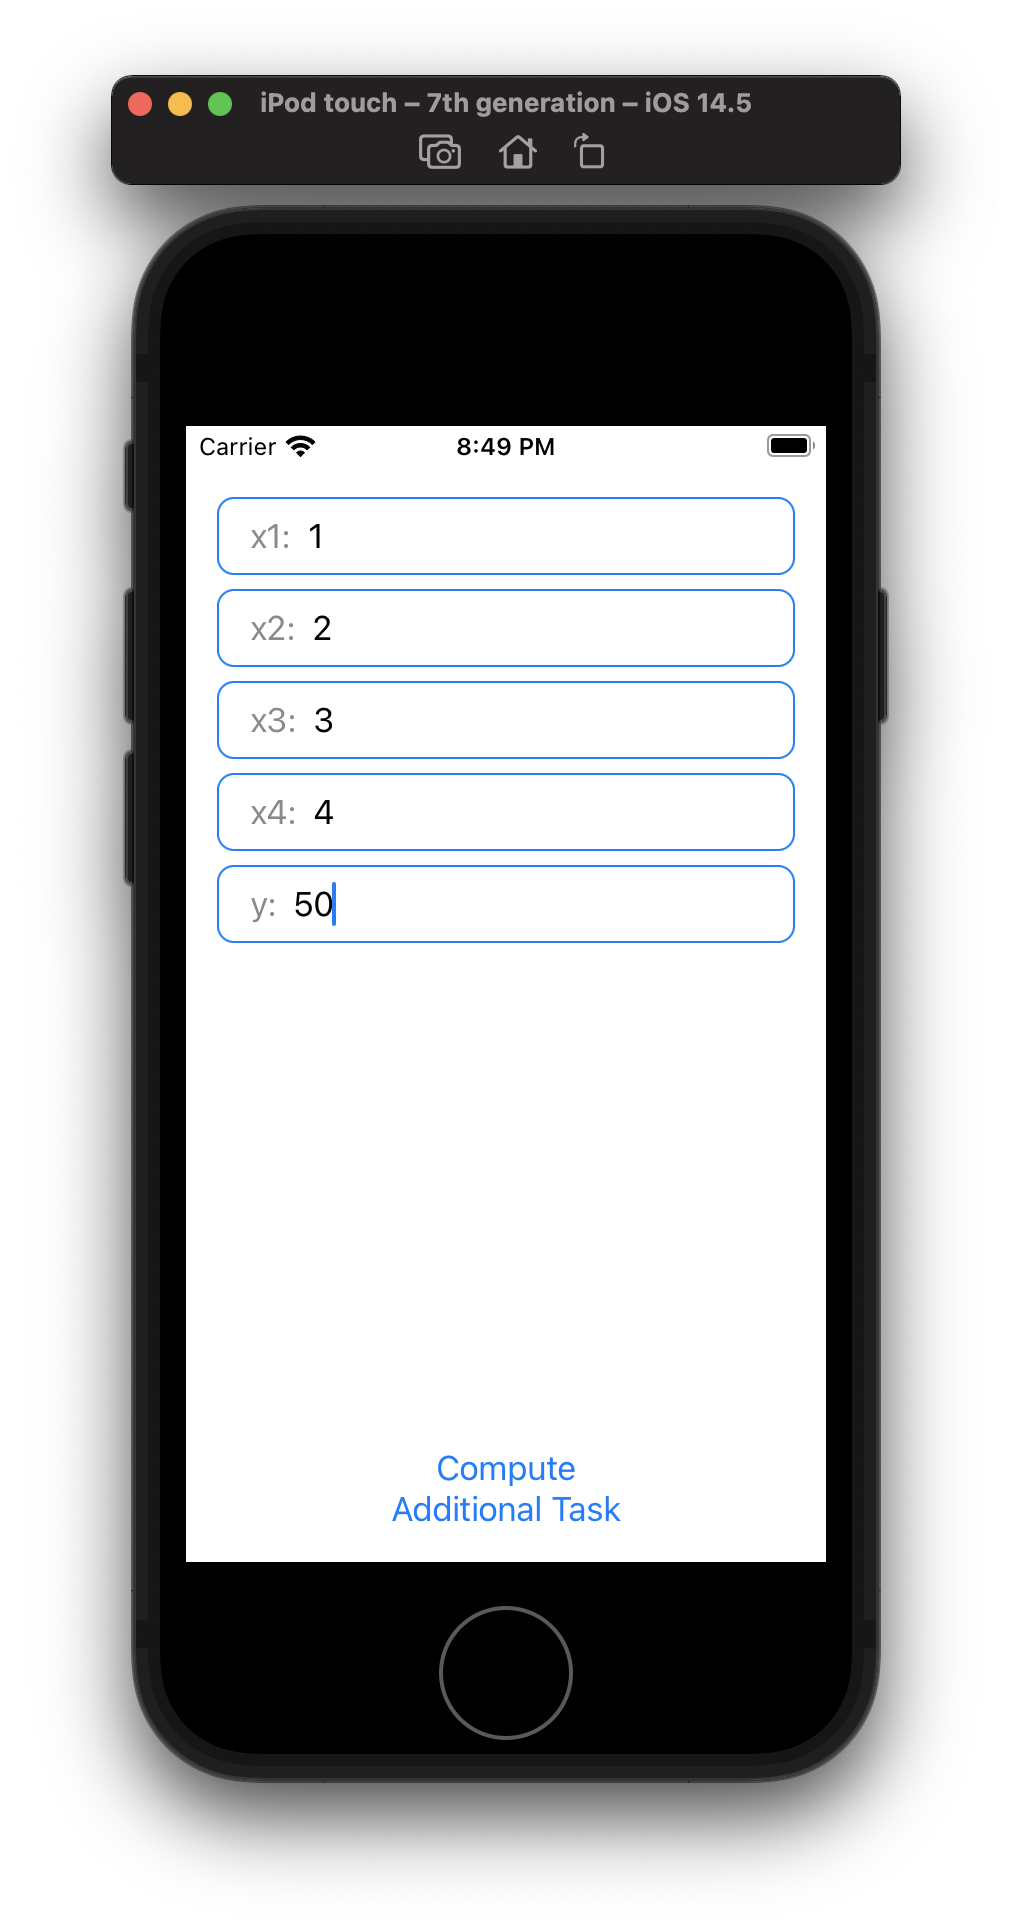 iPod touch – 7th generation – iOS 14.5
Carrier 8:49 PM
x1: 1
x2: 2
x3: 3
x4: 4
y: 50
Compute
Additional Task